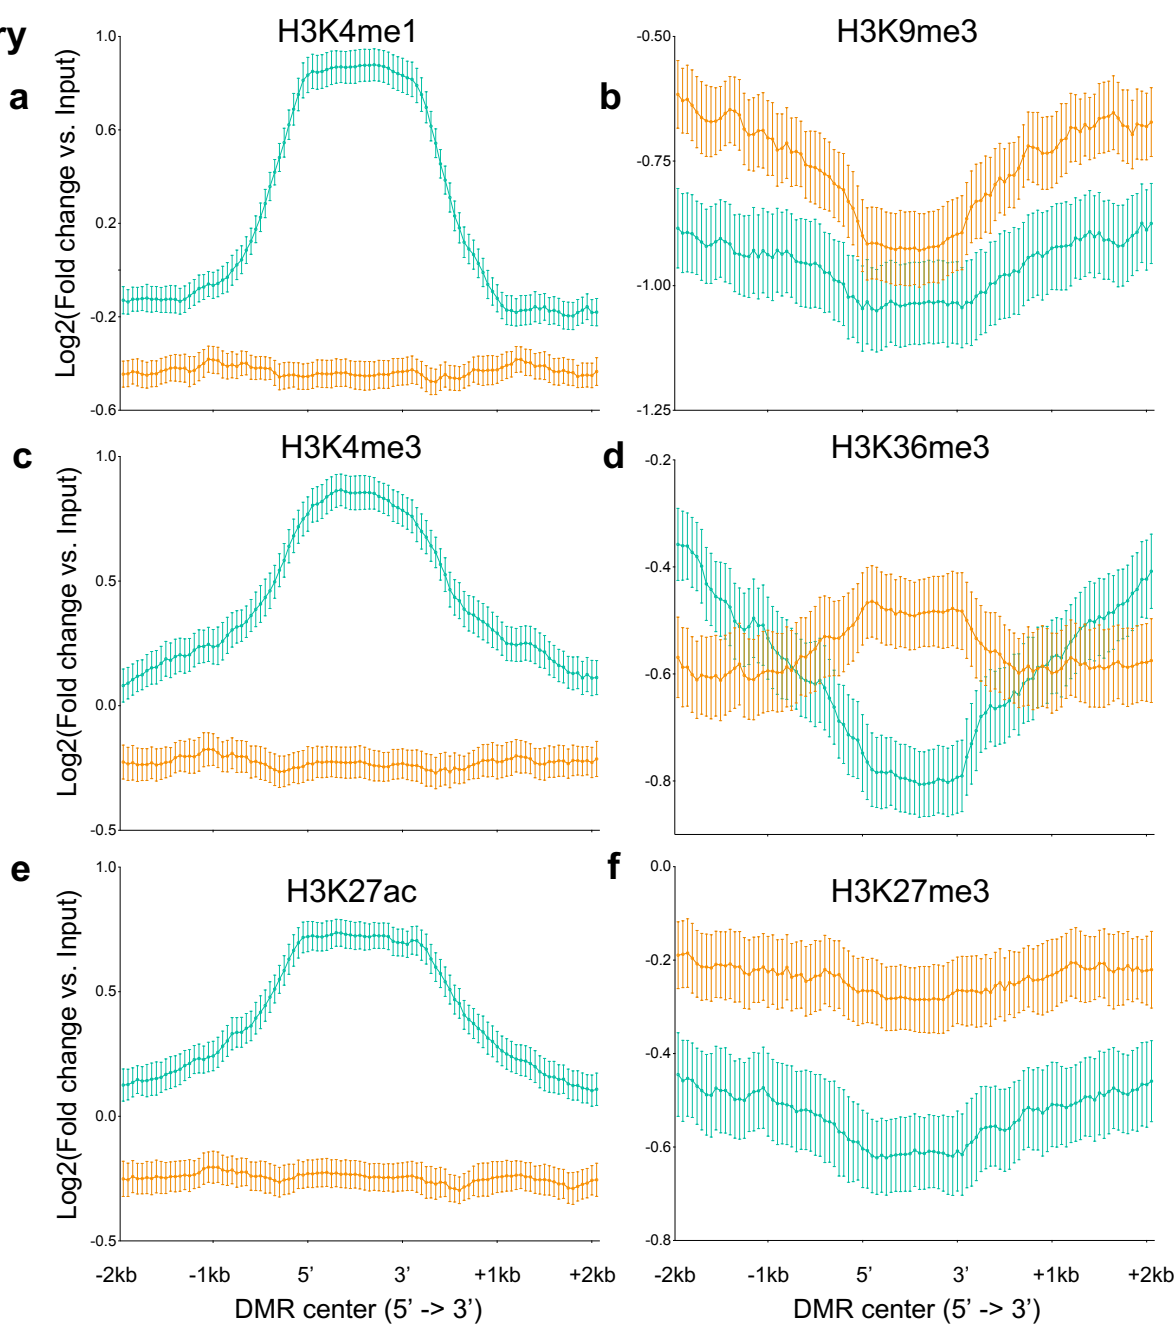 ry
a
H3K4me1
Log2(Fold change vs. Input)
1.0
0.6
0.2
-0.2
-0.6
b
H3K9me3
-0.50
-0.75
-1.00
-1.25
c
H3K4me3
Log2(Fold change vs. Input)
1.0
0.5
0.0
-0.5
d
H3K36me3
-0.2
-0.4
-0.6
-0.8
e
H3K27ac
Log2(Fold change vs. Input)
1.0
0.5
0.0
-0.5
-2kb -1kb 5’ 3’ +1kb +2kb
DMR center (5’ -> 3’)
f
H3K27me3
0.0
-0.2
-0.4
-0.6
-0.8
-2kb -1kb 5’ 3’ +1kb +2kb
DMR center (5’ -> 3’)